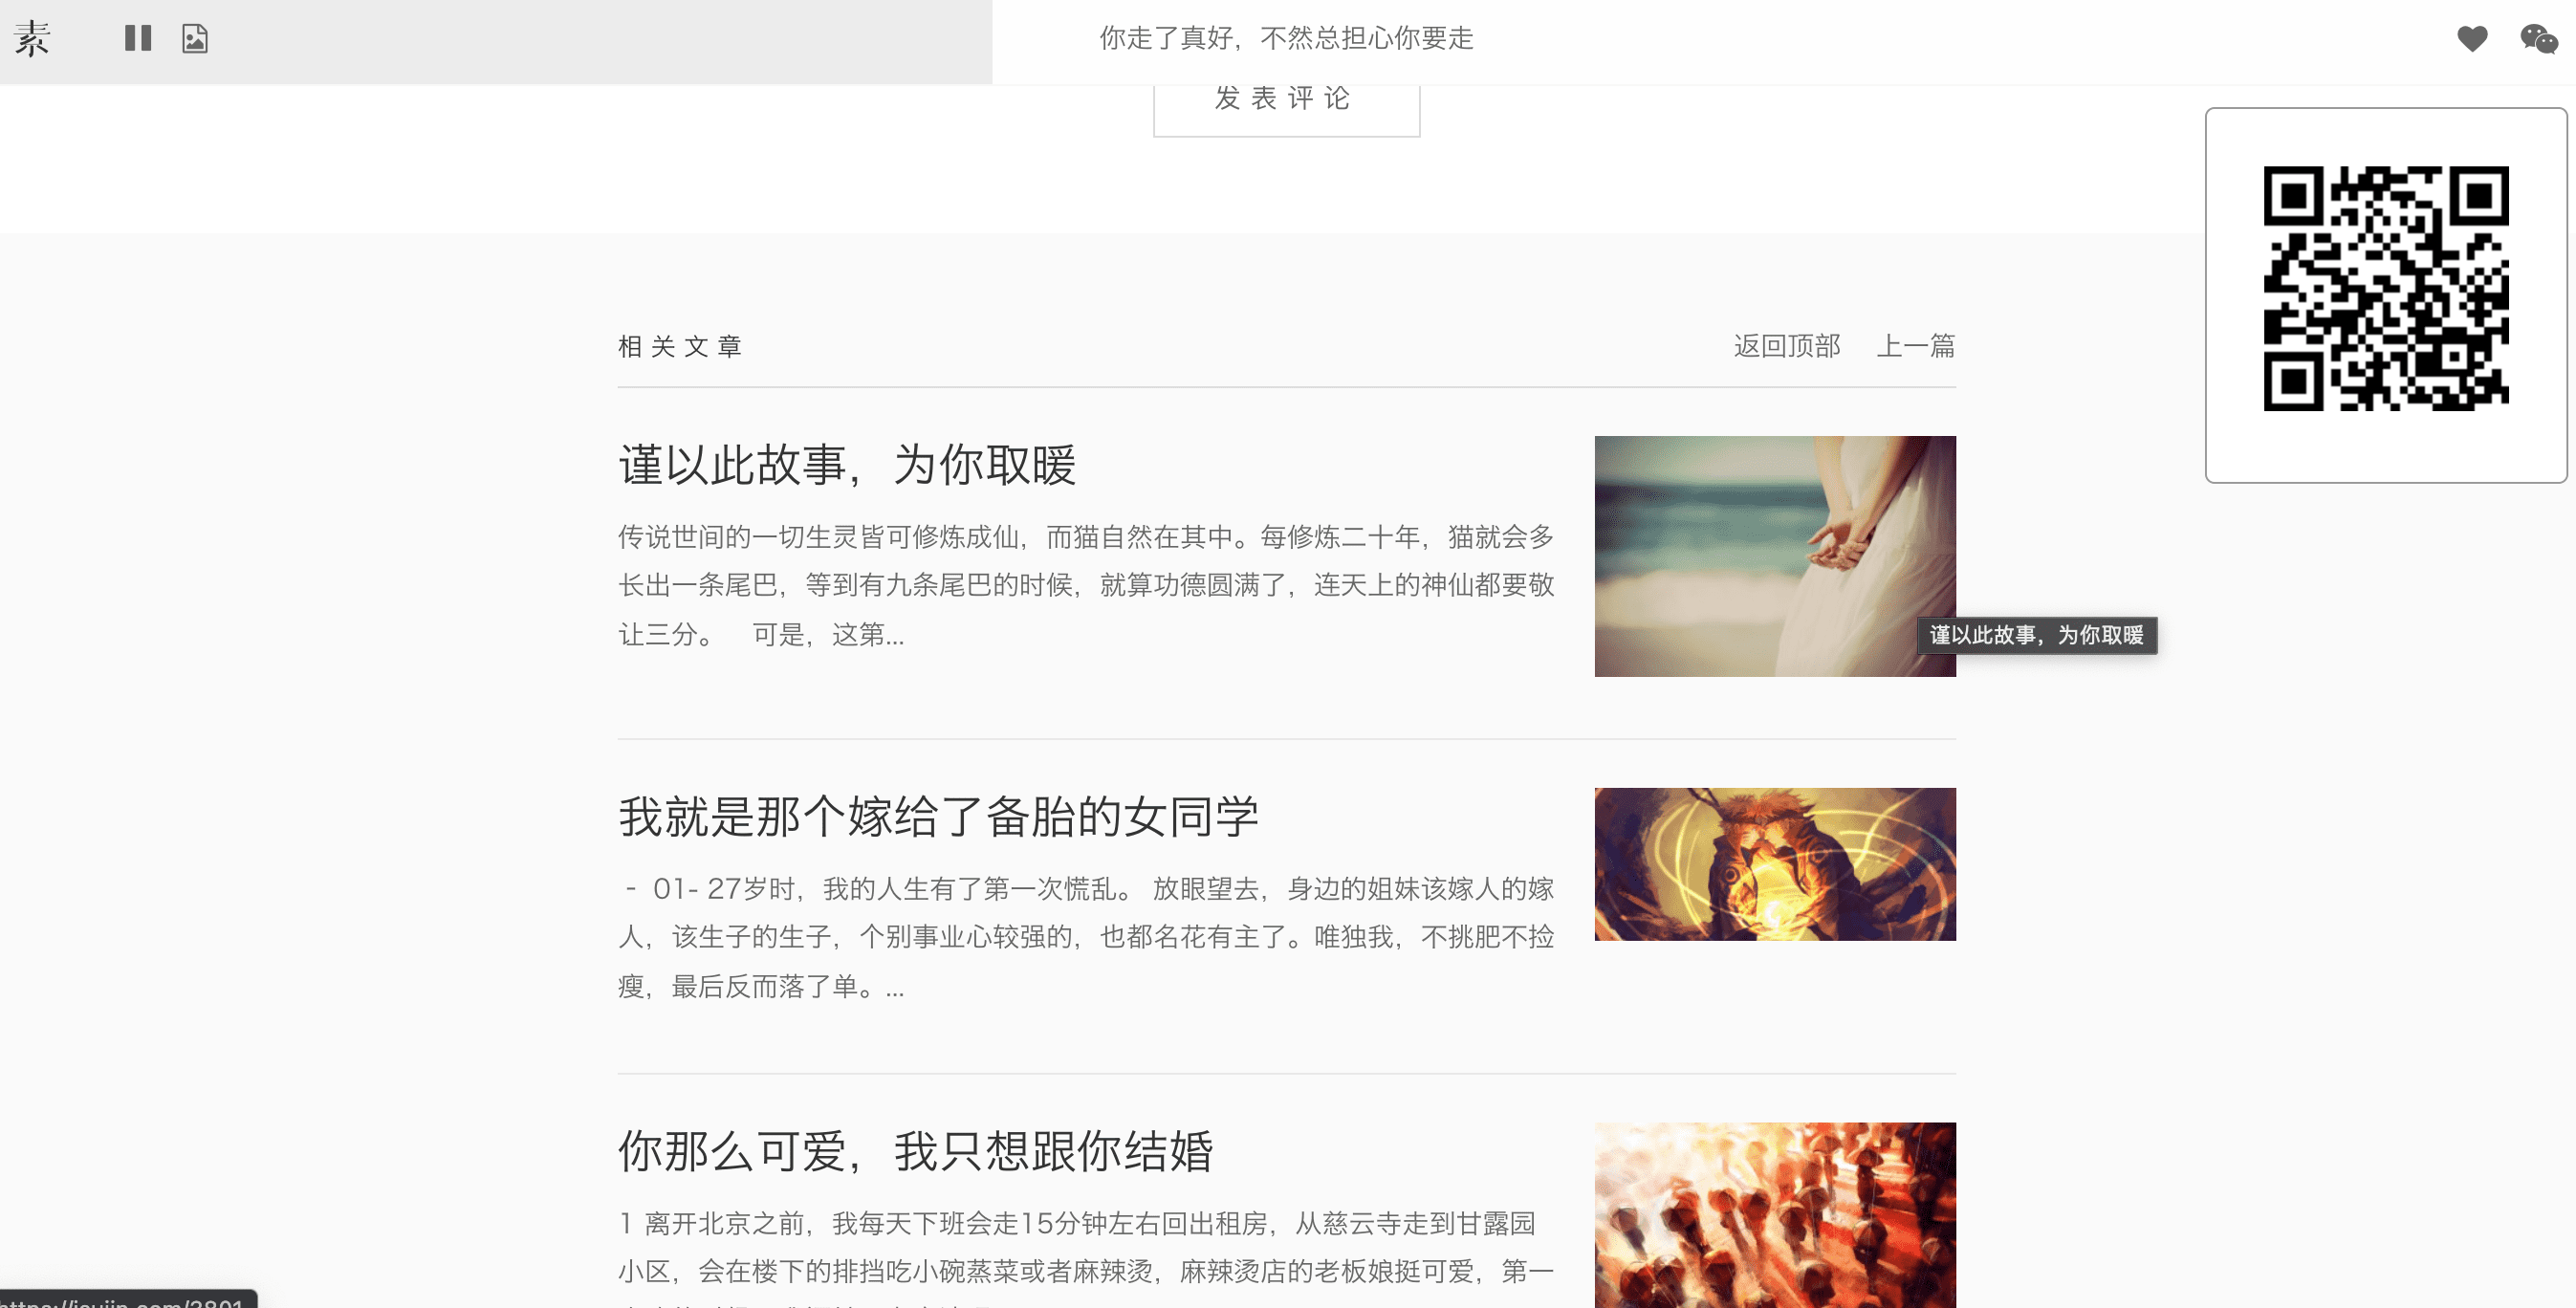 素
你走了真好，不然总担心你要走
发表评论
相关文章
返回顶部 上一篇
谨以此故事，为你取暖
传说世间的一切生灵皆可修炼成仙，而猫自然在其中。每修炼二十年，猫就会多
长出一条尾巴，等到有九条尾巴的时候，就算功德圆满了，连天上的神仙都要敬
让三分。 可是，这第...
谨以此故事，为你取暖
我就是那个嫁给了备胎的女同学
- 01- 27岁时，我的人生有了第一次慌乱。 放眼望去，身边的姐妹该嫁人的嫁
人，该生子的生子，个别事业心较强的，也都名花有主了。唯独我，不挑肥不捡
瘦，最后反而落了单。...
你那么可爱，我只想跟你结婚
1 离开北京之前，我每天下班会走15分钟左右回出租房，从慈云寺走到甘露园
小区，会在楼下的排挡吃小碗蒸菜或者麻辣烫，麻辣烫店的老板娘挺可爱，第一